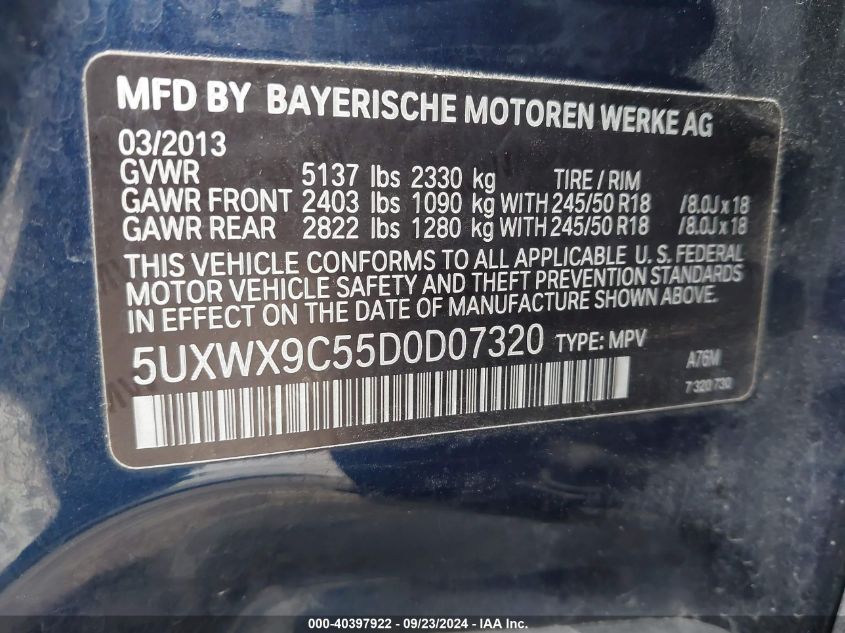 MFD BY BAYERISCHE MOTOREN WERKE AG
03/2013
GVWR 5137 lbs 2330 kg TIRE / RIM
GAWR FRONT 2403 lbs 1090 kg WITH 245/50 R18 /8.0J x 18
GAWR REAR 2822 lbs 1280 kg WITH 245/50 R18 /8.0J x 18
THIS VEHICLE CONFORMS TO ALL APPLICABLE U. S. FEDERAL
MOTOR VEHICLE SAFETY AND THEFT PREVENTION STANDARDS
IN EFFECT ON THE DATE OF MANUFACTURE SHOWN ABOVE.
5UXWX9C55D0D07320 TYPE: MPV
A76M
7 320 730
000-40397922 - 09/23/2024 - IAA Inc.